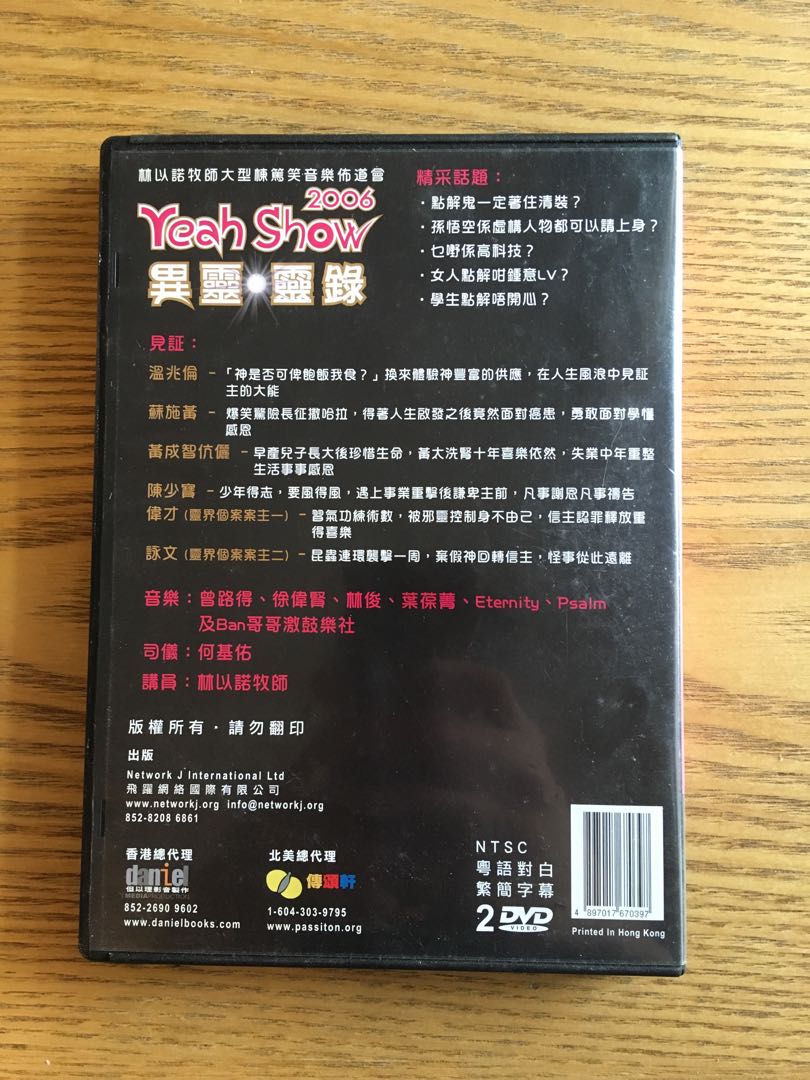 林以諾牧師大型棟篤笑音樂佈道會
2006
Yeah Show
異靈·靈錄
精采話題：
·點解鬼一定著住清裝？
·孫悟空係虛構人物都可以請上身？
·乜嘢係高科技？
·女人點解咁鍾意LV？
·學生點解唔開心？
見証：
溫兆倫 - 「神是否可俾飽飯我食？」換來體驗神豐富的供應，在人生風浪中見証
主的大能
蘇施黃 - 爆笑驚險長征撒哈拉，得著人生啟發之後竟然面對癌患，勇敢面對學懂
感恩
黃成智伉儷 - 早產兒子長大後珍惜生命，黃太洗腎十年喜樂依然，失業中年重整
生活事事感恩
陳少寶 - 少年得志，要風得風，遇上事業重擊後謙卑主前，凡事謝恩凡事禱告
偉才（靈界個案案主一）- 習氣功練術數，被邪靈控制身不由己，信主認罪釋放重
得喜樂
詠文（靈界個案案主二）- 昆蟲連環襲擊一周，棄假神回轉信主，怪事從此遠離
音樂：曾路得、徐偉賢、林俊、葉葆菁、Eternity、Psalm
及Ban哥哥激鼓樂社
司儀：何基佑
講員：林以諾牧師
版權所有·請勿翻印
出版
Network J International Ltd
飛躍網絡國際有限公司
www.networkj.org info@networkj.org
852-8208 6861
香港總代理
daniel
但以理影音製作
MEDIAPRODUCTION
852-2690 9602
www.danielbooks.com
北美總代理
傳頌軒
1-604-303-9795
www.passiton.org
NTSC
粵語對白
繁簡字幕
2 DVD
VIDEO
4 897017 670397
Printed In Hong Kong